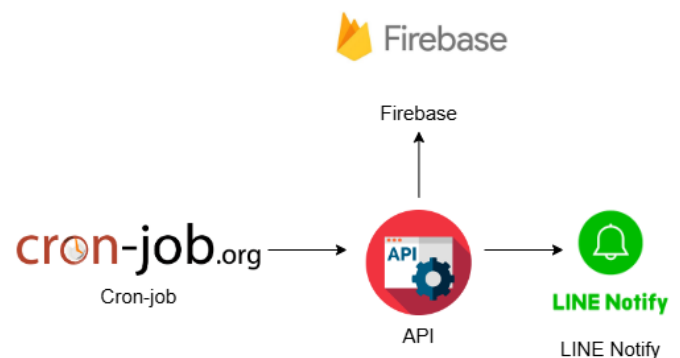 Firebase
Firebase
cron-job.org
Cron-job
API
API
LINE Notify
LINE Notify